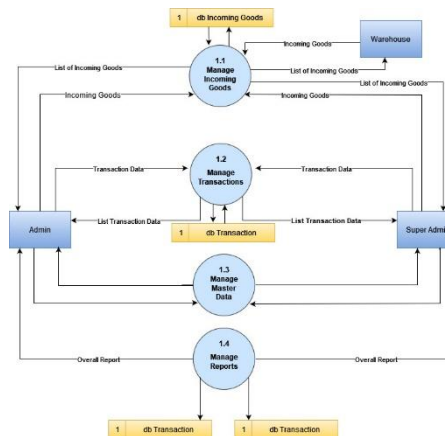 1 db Incoming Goods
Incoming Goods
Warehouse
1.1
Manage
Incoming
Goods
List of Incoming Goods
List of Incoming Goods
List of Incoming Goods
Incoming Goods
Incoming Goods
1.2
Manage
Transactions
Transaction Data
Transaction Data
List Transaction Data
List Transaction Data
Admin
1 db Transaction
Super Admin
1.3
Manage
Master
Data
1.4
Manage
Reports
Overall Report
Overall Report
1 db Transaction
1 db Transaction